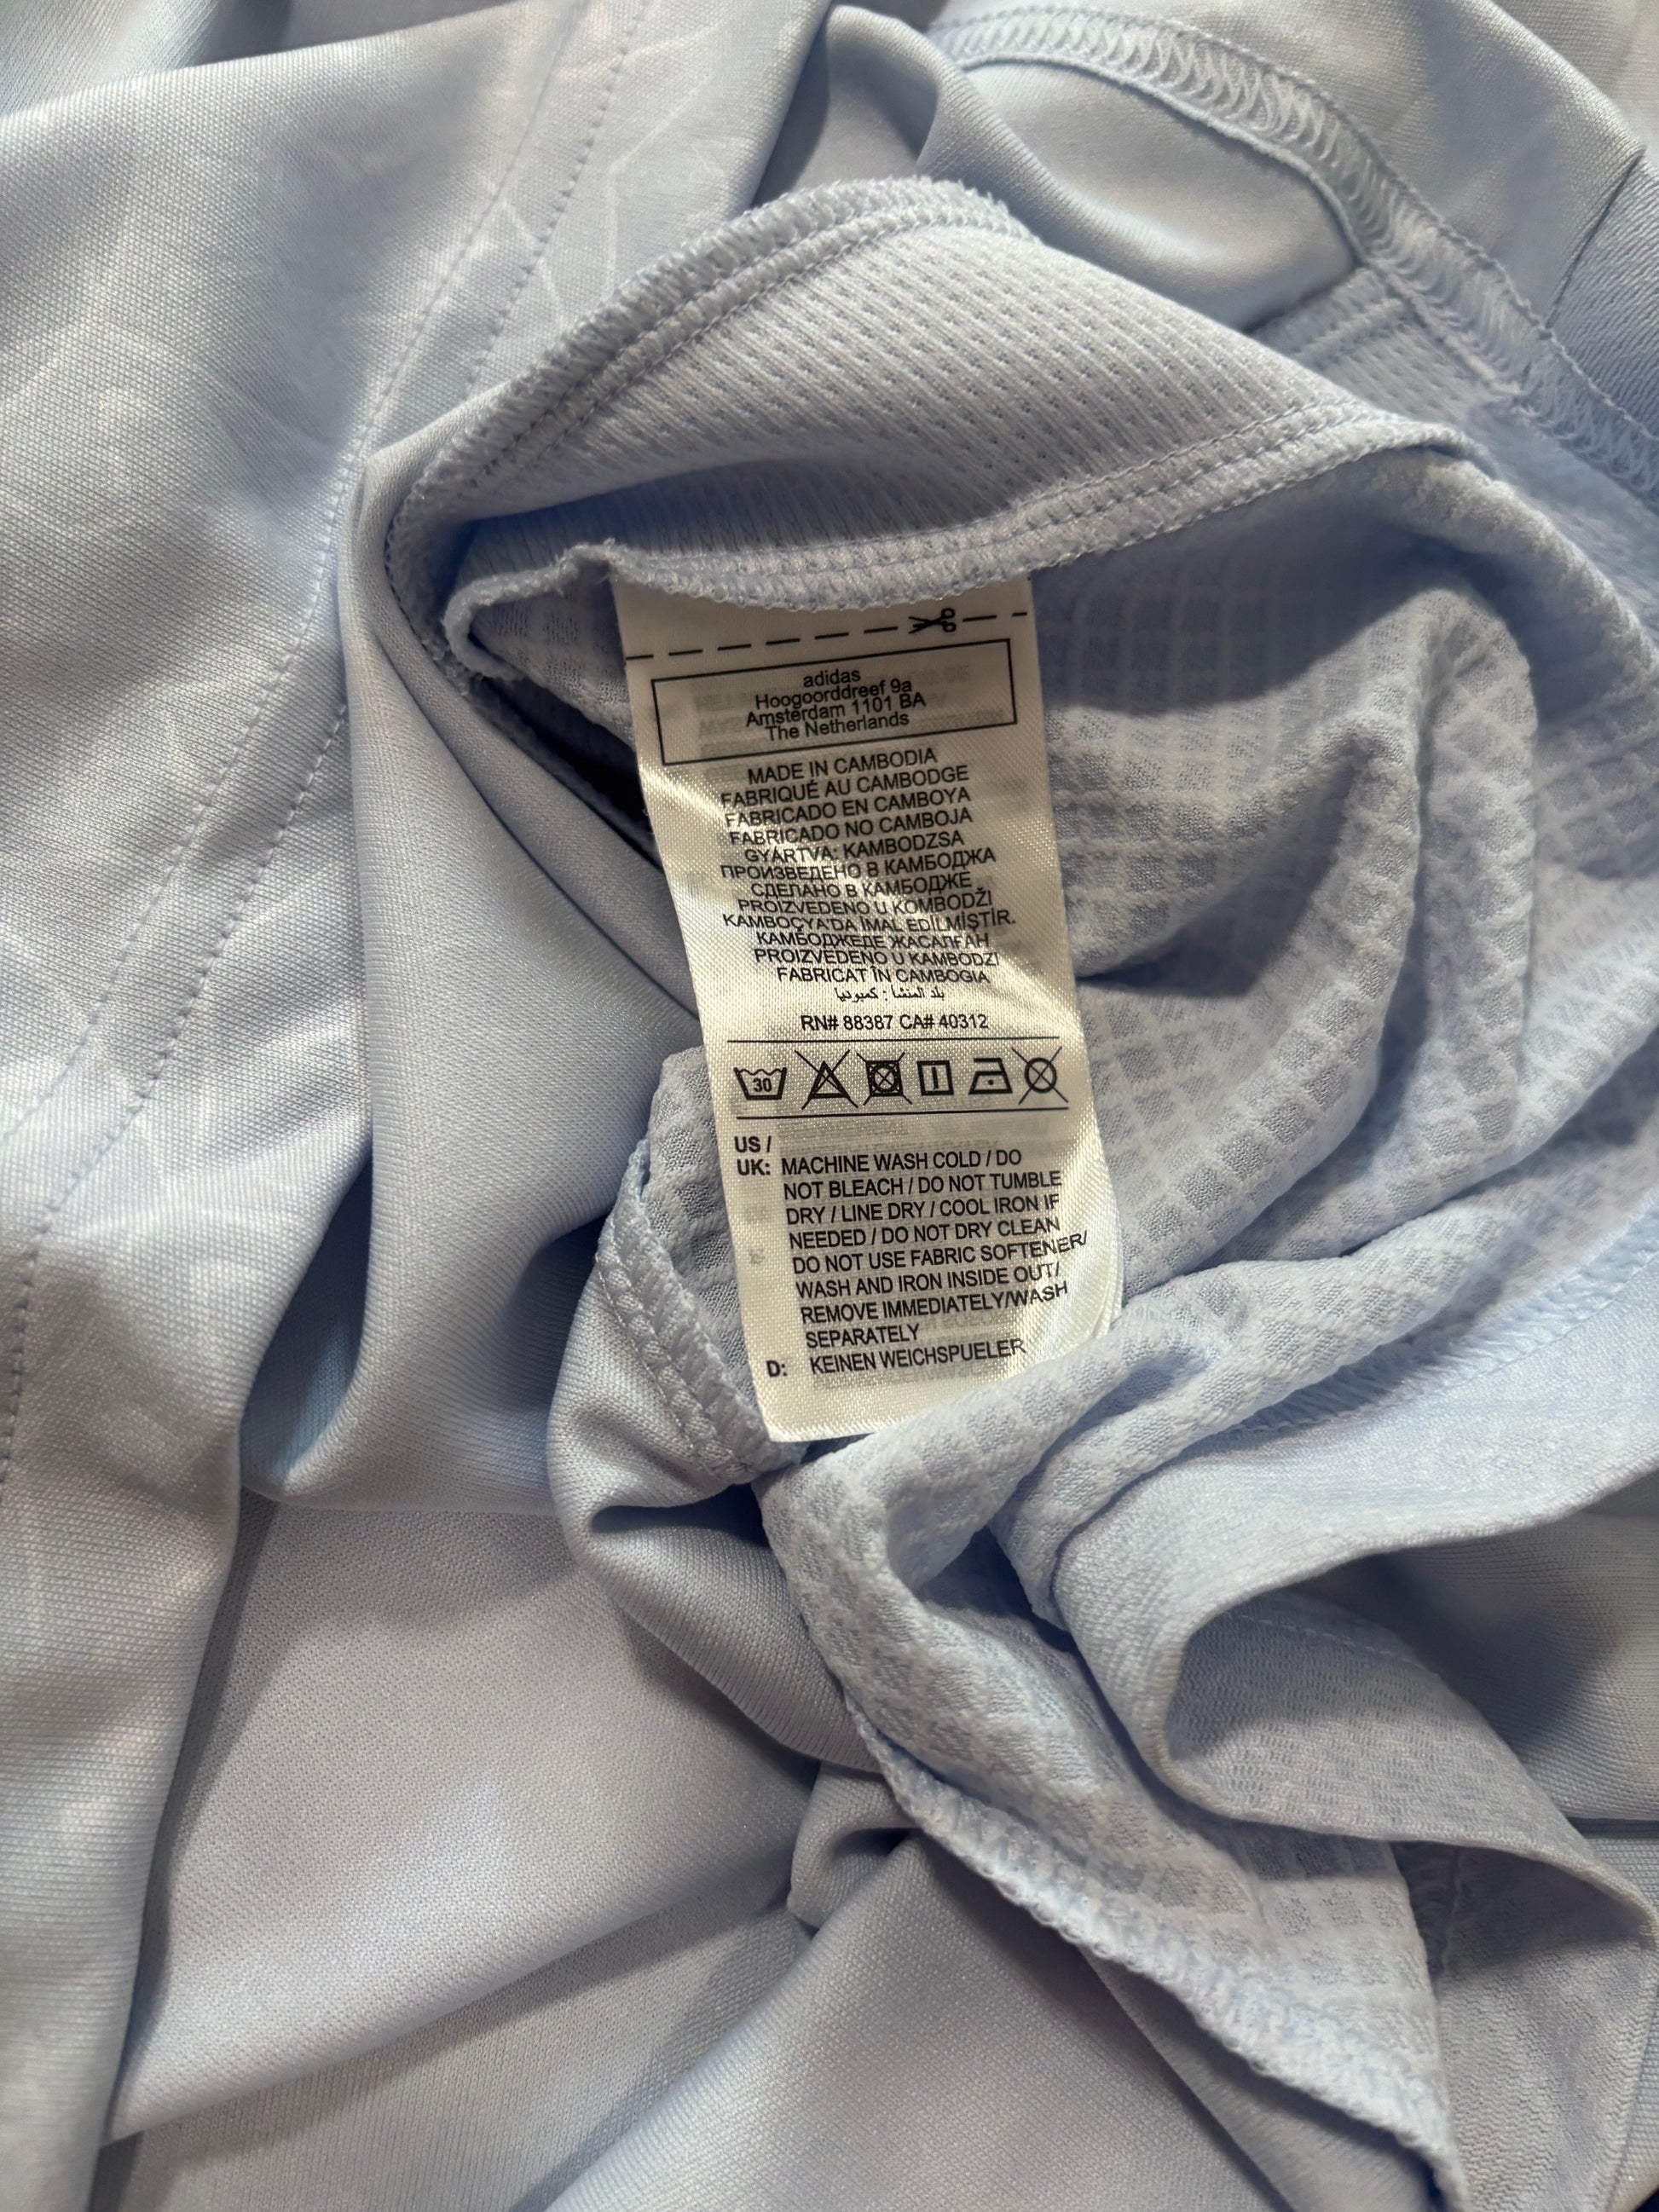 adidas
Hoogoorddreef 9a
Amsterdam 1101 BA
The Netherlands
MADE IN CAMBODIA
FABRIQUÉ AU CAMBODGE
FABRICADO EN CAMBOYA
FABRICADO NO CAMBOJA
GYÁRTVA: KAMBODZSA
ПРОИЗВЕДЕНО В КАМБОДЖА
СДЕЛАНО В КАМБОДЖЕ
PROIZVEDENO U KOMBODŽI
KAMBOÇYA'DA İMAL EDİLMİŞTİR.
КАМБОДЖЕДЕ ЖАСАЛҒАН
PROIZVEDENO U KAMBODZI
FABRICAT ÎN CAMBOGIA
بلد المنشأ : كمبوديا
RN# 88387 CA# 40312
30
US /
UK: MACHINE WASH COLD / DO
NOT BLEACH / DO NOT TUMBLE
DRY / LINE DRY / COOL IRON IF
NEEDED / DO NOT DRY CLEAN
DO NOT USE FABRIC SOFTENER/
WASH AND IRON INSIDE OUT/
REMOVE IMMEDIATELY/WASH
SEPARATELY
D: KEINEN WEICHSPUELER